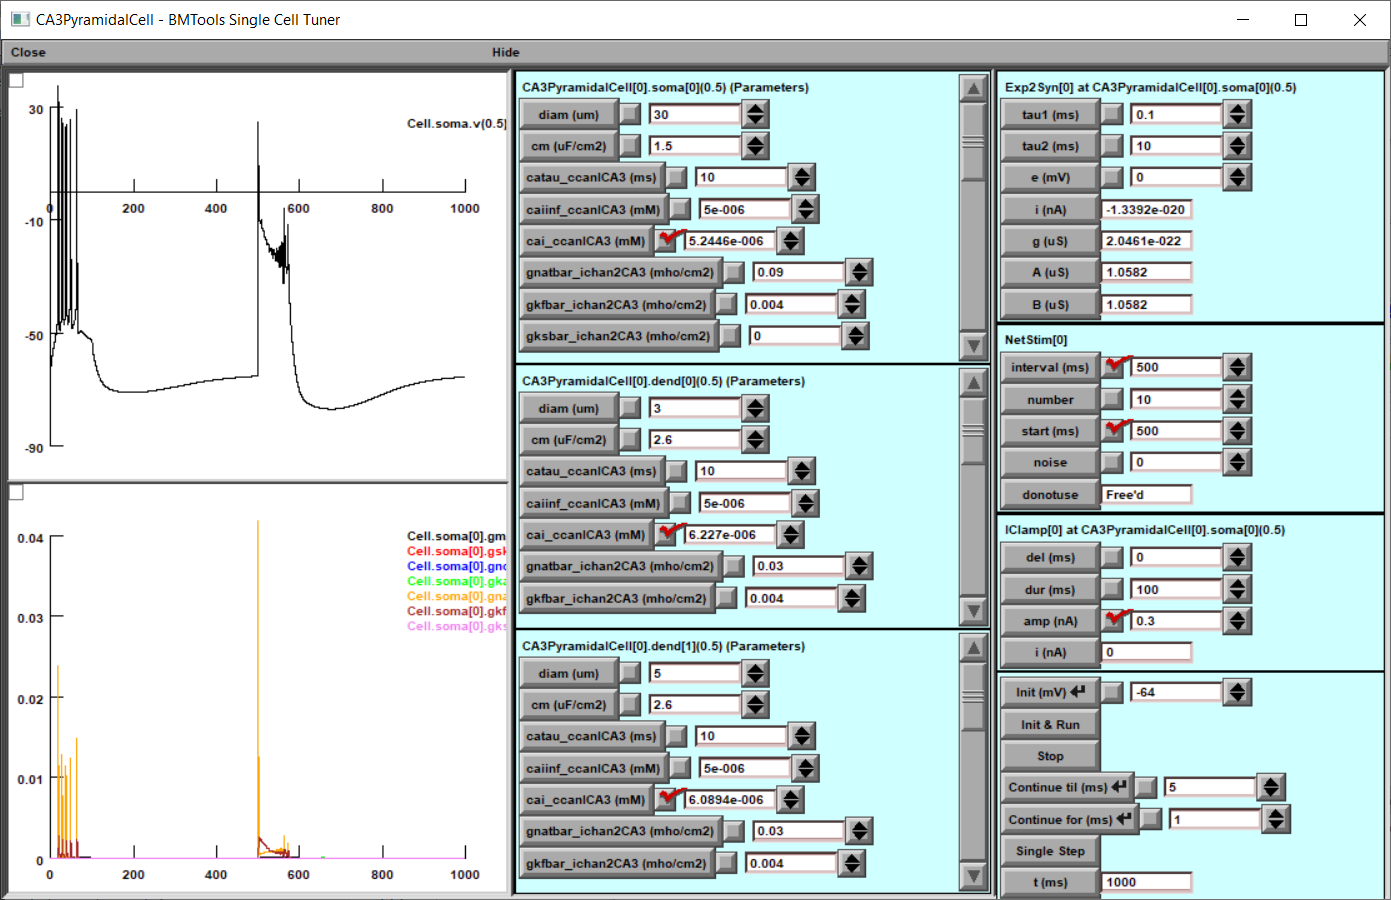 CA3PyramidalCell - BMTools Single Cell Tuner
Close
Hide
30
-10
-50
-90
200
400
600
800
1000
Cell.soma.v(0.5)
0.04
0.03
0.02
0.01
0
200
400
600
800
1000
Cell.soma[0].gm
Cell.soma[0].gsk
Cell.soma[0].gnc
Cell.soma[0].gka
Cell.soma[0].gna
Cell.soma[0].gkf
Cell.soma[0].gks
CA3PyramidalCell[0].soma[0](0.5) (Parameters)
diam (um) 30
cm (uF/cm2) 1.5
catau_ccanlCA3 (ms) 10
caiinf_ccanlCA3 (mM) 5e-006
cai_ccanlCA3 (mM) 5.2446e-006
gnatbar_ichan2CA3 (mho/cm2) 0.09
gkfbar_ichan2CA3 (mho/cm2) 0.004
gksbar_ichan2CA3 (mho/cm2) 0
CA3PyramidalCell[0].dend[0](0.5) (Parameters)
diam (um) 3
cm (uF/cm2) 2.6
catau_ccanlCA3 (ms) 10
caiinf_ccanlCA3 (mM) 5e-006
cai_ccanlCA3 (mM) 6.227e-006
gnatbar_ichan2CA3 (mho/cm2) 0.03
gkfbar_ichan2CA3 (mho/cm2) 0.004
CA3PyramidalCell[0].dend[1](0.5) (Parameters)
diam (um) 5
cm (uF/cm2) 2.6
catau_ccanlCA3 (ms) 10
caiinf_ccanlCA3 (mM) 5e-006
cai_ccanlCA3 (mM) 6.0894e-006
gnatbar_ichan2CA3 (mho/cm2) 0.03
gkfbar_ichan2CA3 (mho/cm2) 0.004
Exp2Syn[0] at CA3PyramidalCell[0].soma[0](0.5)
tau1 (ms) 0.1
tau2 (ms) 10
e (mV) 0
i (nA) -1.3392e-020
g (uS) 2.0461e-022
A (uS) 1.0582
B (uS) 1.0582
NetStim[0]
interval (ms) 500
number 10
start (ms) 500
noise 0
donotuse Free'd
IClamp[0] at CA3PyramidalCell[0].soma[0](0.5)
del (ms) 0
dur (ms) 100
amp (nA) 0.3
i (nA) 0
Init (mV) -64
Init & Run
Stop
Continue til (ms) 5
Continue for (ms) 1
Single Step
t (ms) 1000